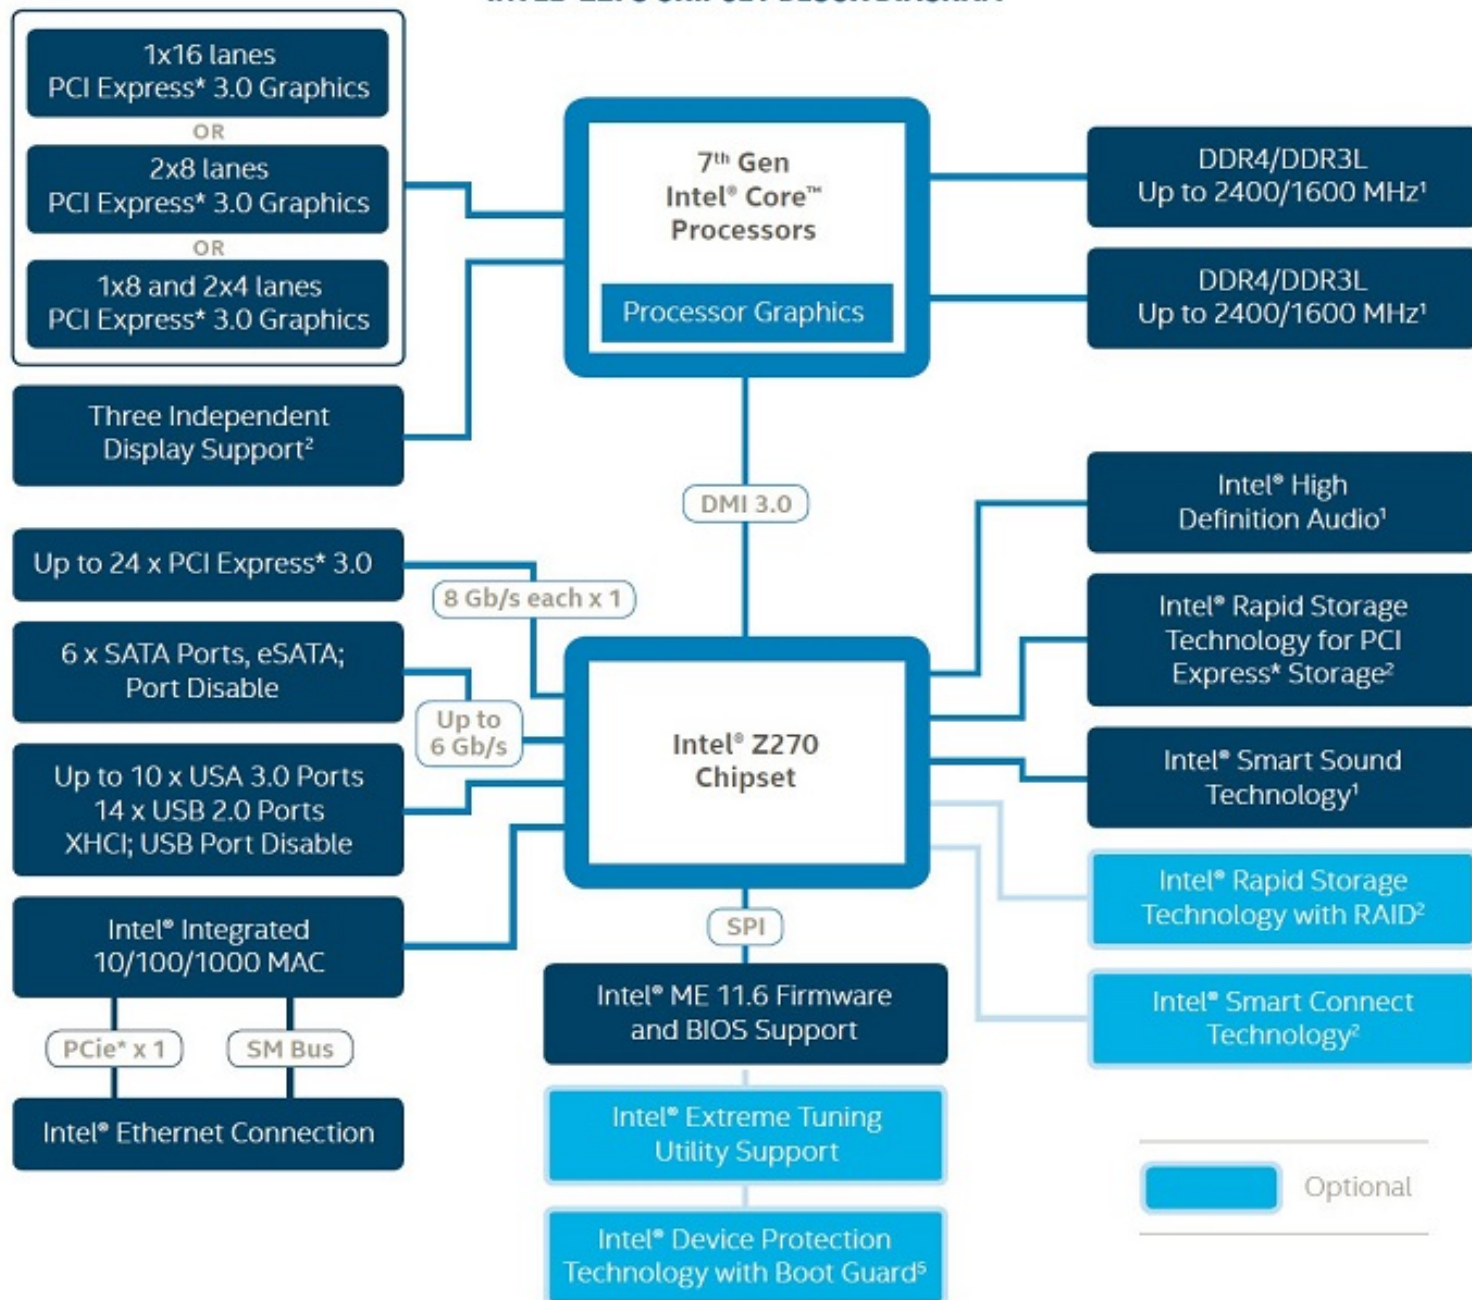 1x16 lanes
PCI Express* 3.0 Graphics
OR
2x8 lanes
PCI Express* 3.0 Graphics
OR
1x8 and 2x4 lanes
PCI Express* 3.0 Graphics
Three Independent
Display Support²
7th Gen
Intel® Core™
Processors
Processor Graphics
DDR4/DDR3L
Up to 2400/1600 MHz¹
DDR4/DDR3L
Up to 2400/1600 MHz¹
DMI 3.0
Up to 24 x PCI Express* 3.0
8 Gb/s each x 1
6 x SATA Ports, eSATA;
Port Disable
Up to
6 Gb/s
Up to 10 x USA 3.0 Ports
14 x USB 2.0 Ports
XHCI; USB Port Disable
Intel® Integrated
10/100/1000 MAC
PCie* x 1
SM Bus
Intel® Ethernet Connection
Intel® Z270
Chipset
SPI
Intel® ME 11.6 Firmware
and BIOS Support
Intel® Extreme Tuning
Utility Support
Intel® Device Protection
Technology with Boot Guard⁵
Intel® High
Definition Audio¹
Intel® Rapid Storage
Technology for PCI
Express* Storage²
Intel® Smart Sound
Technology¹
Intel® Rapid Storage
Technology with RAID²
Intel® Smart Connect
Technology²
Optional